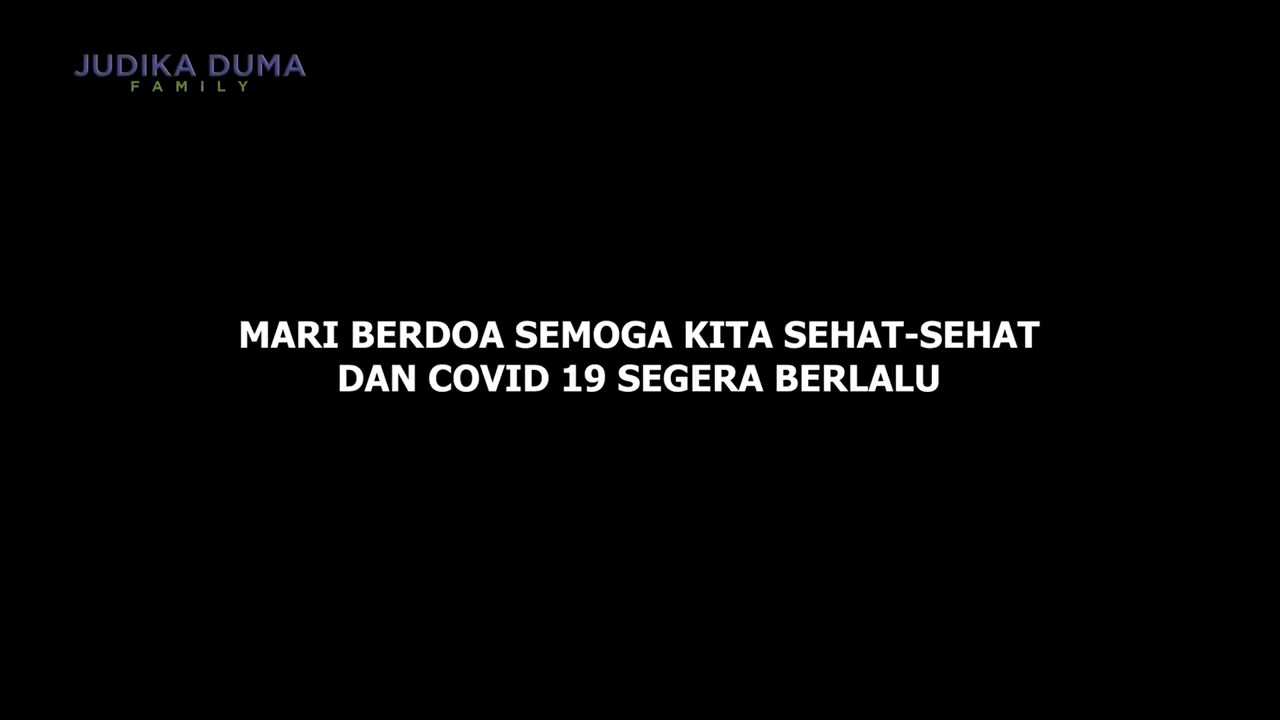 JUDIKA DUMA
FAMILY
MARI BERDOA SEMOGA KITA SEHAT-SEHAT
DAN COVID 19 SEGERA BERLALU